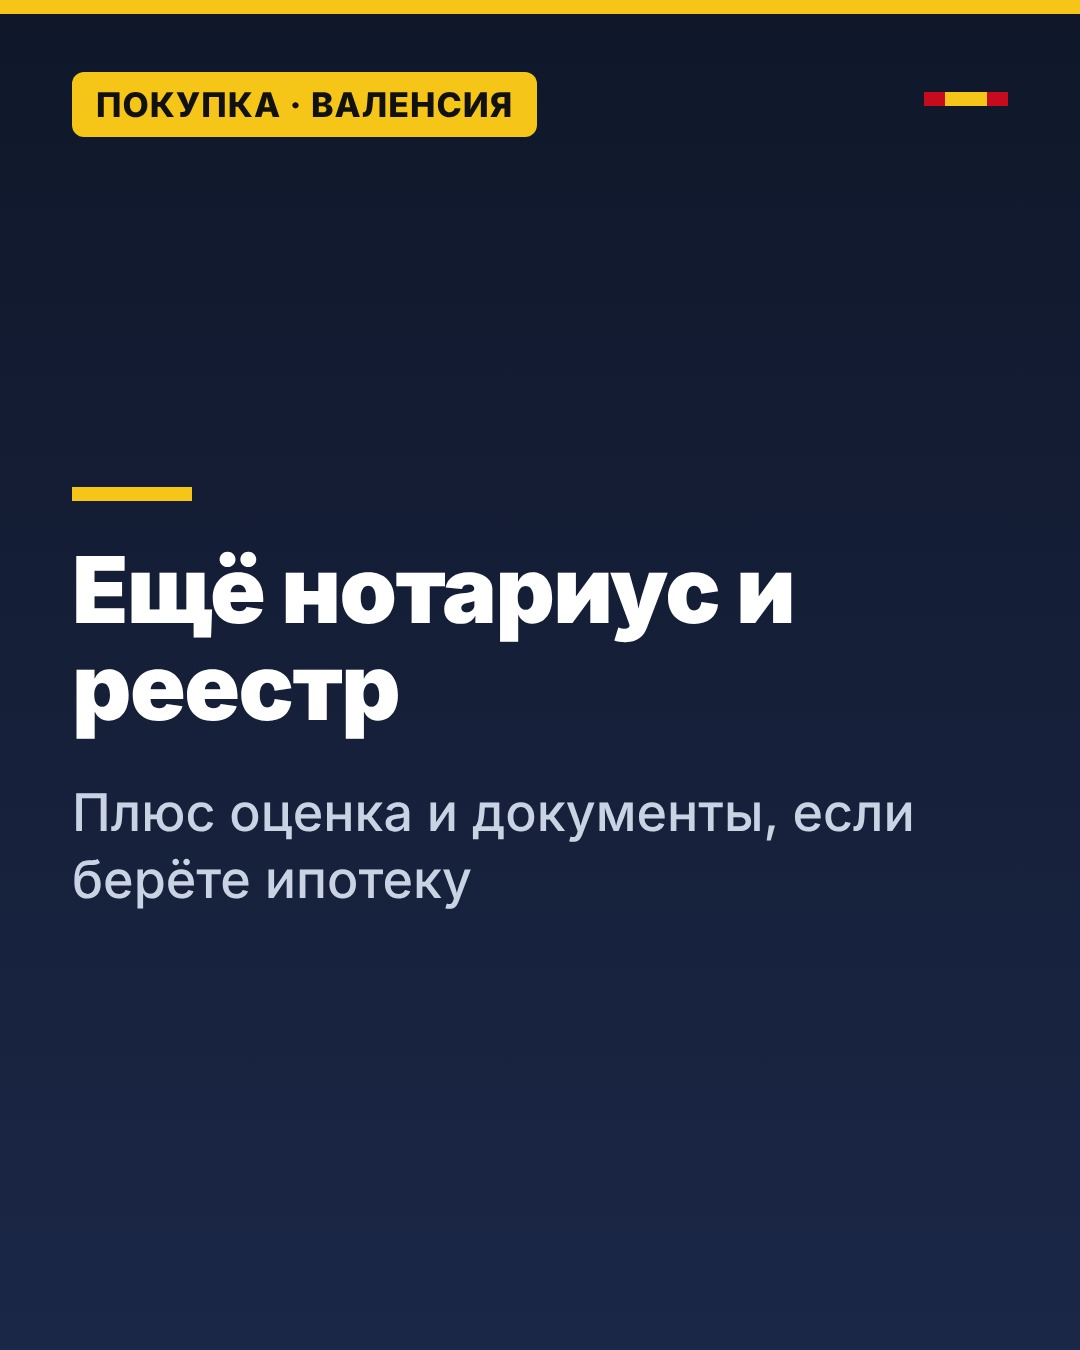 ПОКУПКА · ВАЛЕНСИЯ
Ещё нотариус и
реестр
Плюс оценка и документы, если
берёте ипотеку